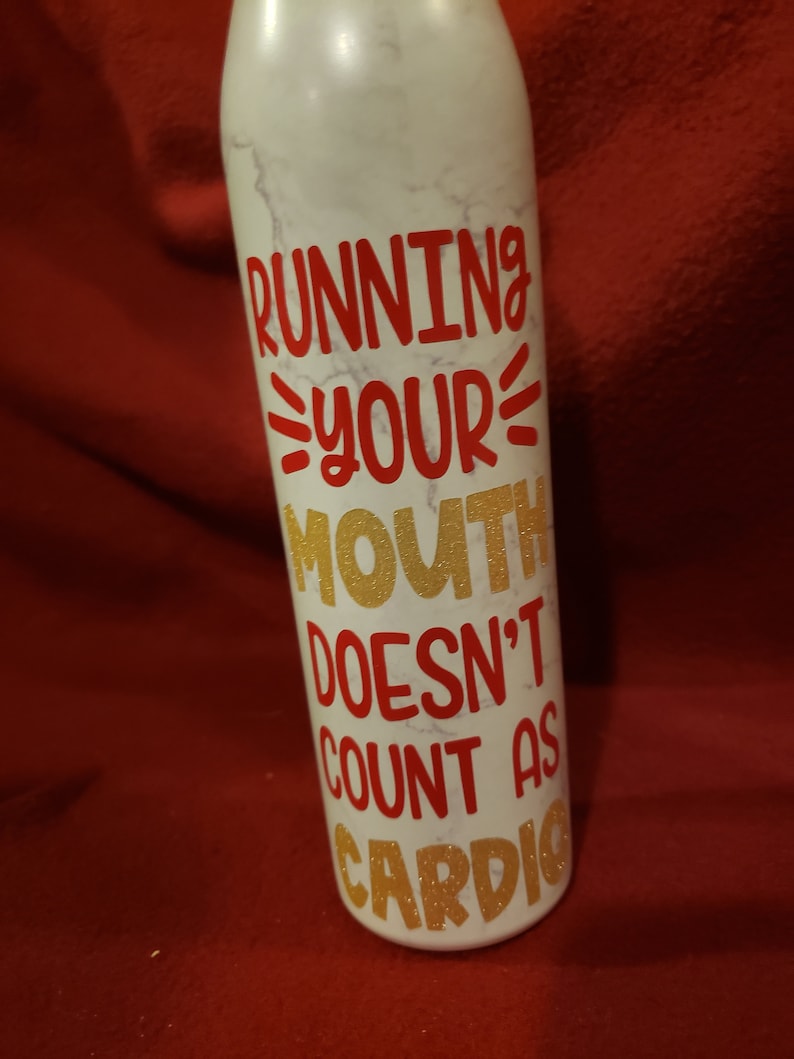 RUNNINg
yOUR
MOUTH
DOESN'T
COUNT AS
CARDIO